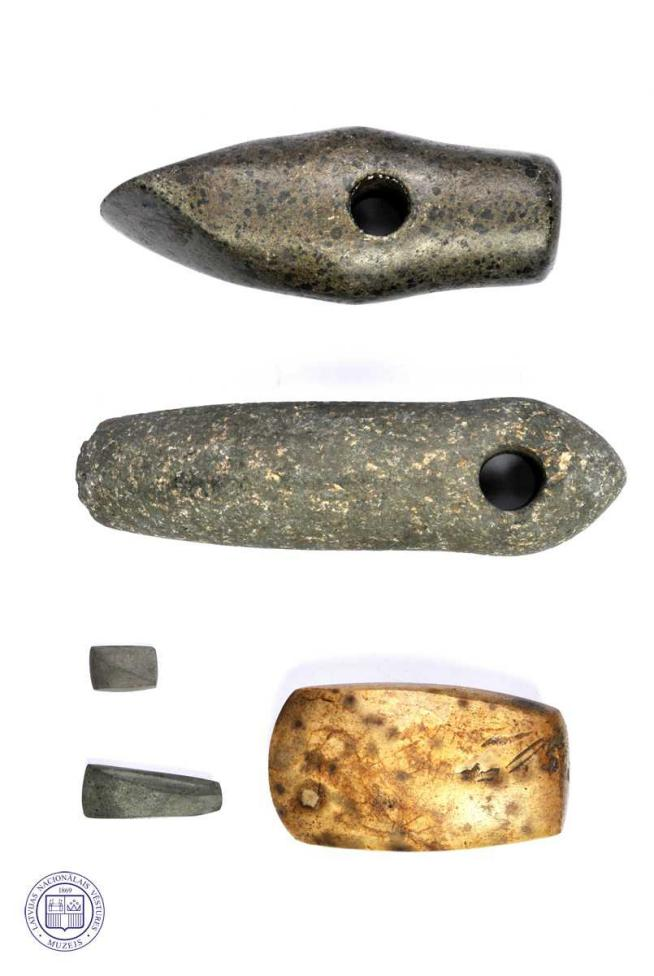 LATVIJAS NACIONĀLAIS VĒSTURES
1869
• MUZEJS •